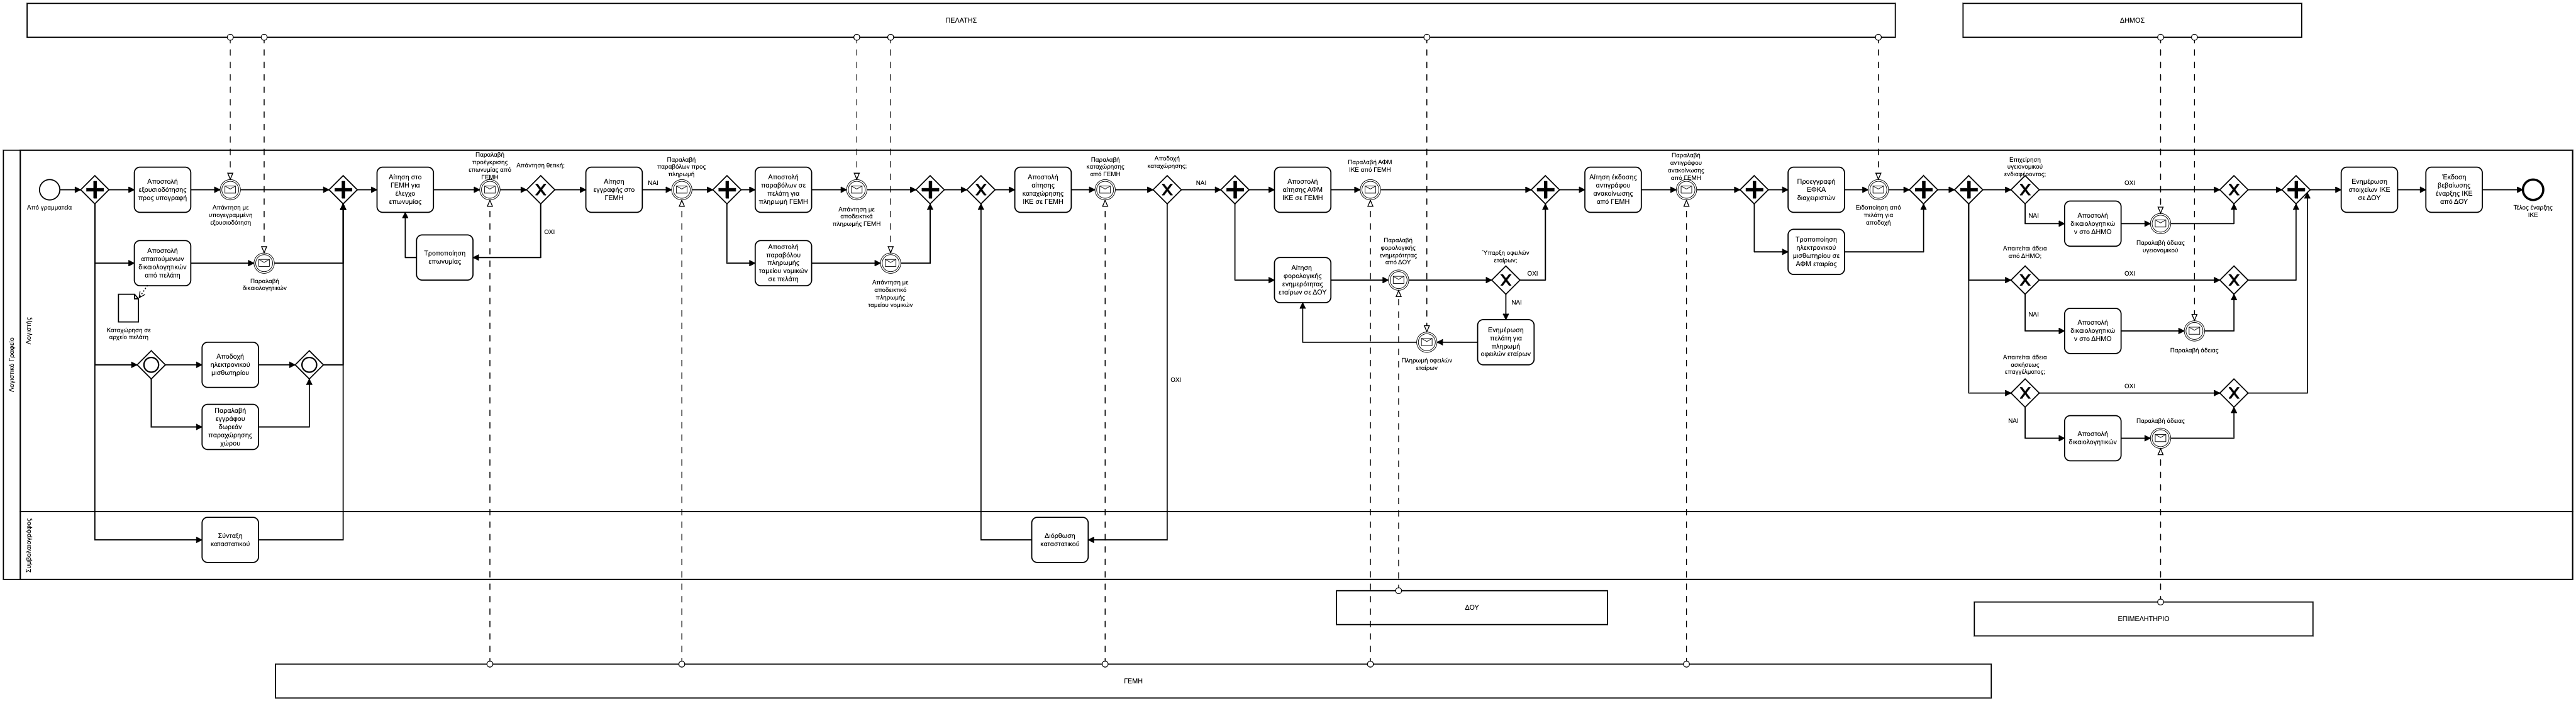 ΠΕΛΑΤΗΣ
ΔΗΜΟΣ
Λογιστικό Γραφείο
Λογιστής
Από γραμματεία
Αποστολή
εξουσιοδότησης
προς υπογραφή
Απάντηση με
υπογεγραμμένη
εξουσιοδότηση
Αποστολή
απαιτούμενων
δικαιολογητικών
από πελάτη
Παραλαβή
δικαιολογητικών
Καταχώρηση σε
αρχείο πελάτη
Αποδοχή
ηλεκτρονικού
μισθωτηρίου
Παραλαβή
εγγράφου
δωρεάν
παραχώρησης
χώρου
Αίτηση στο
ΓΕΜΗ για
έλεγχο
επωνυμίας
Τροποποίηση
επωνυμίας
Παραλαβή
προέγκρισης
επωνυμίας από
ΓΕΜΗ
Απάντηση θετική;
ΟΧΙ
Αίτηση
εγγραφής στο
ΓΕΜΗ
ΝΑΙ
Παραλαβή
παραβόλων προς
πληρωμή
Αποστολή
παραβόλων σε
πελάτη για
πληρωμή ΓΕΜΗ
Απάντηση με
αποδεικτικά
πληρωμής ΓΕΜΗ
Αποστολή
παραβόλου
πληρωμής
ταμείου νομικών
σε πελάτη
Απάντηση με
αποδεικτικό
πληρωμής
ταμείου νομικών
Αποστολή
αίτησης
καταχώρησης
ΙΚΕ σε ΓΕΜΗ
Παραλαβή
καταχώρησης
από ΓΕΜΗ
Αποδοχή
καταχώρησης;
ΝΑΙ
ΟΧΙ
Αποστολή
αίτησης ΑΦΜ
ΙΚΕ σε ΓΕΜΗ
Παραλαβή ΑΦΜ
ΙΚΕ από ΓΕΜΗ
Αίτηση
φορολογικής
ενημερότητας
εταίρων σε ΔΟΥ
Παραλαβή
φορολογικής
ενημερότητας
από ΔΟΥ
Ύπαρξη οφειλών
εταίρων;
ΟΧΙ
ΝΑΙ
Ενημέρωση
πελάτη για
πληρωμή
οφειλών εταίρων
Πληρωμή οφειλών
εταίρων
Αίτηση έκδοσης
αντιγράφου
ανακοίνωσης
από ΓΕΜΗ
Παραλαβή
αντιγράφου
ανακοίνωσης
από ΓΕΜΗ
Προεγγραφή
ΕΦΚΑ
διαχειριστών
Ειδοποίηση από
πελάτη για
αποδοχή
Τροποποίηση
ηλεκτρονικού
μισθωτηρίου σε
ΑΦΜ εταιρίας
Επιχείρηση
υγειονομικού
ενδιαφέροντος;
ΟΧΙ
ΝΑΙ
Αποστολή
δικαιολογητικώ
ν στο ΔΗΜΟ
Παραλαβή άδειας
υγειονομικού
Απαιτείται άδεια
από ΔΗΜΟ;
ΟΧΙ
ΝΑΙ
Αποστολή
δικαιολογητικώ
ν στο ΔΗΜΟ
Παραλαβή άδειας
Απαιτείται άδεια
ασκήσεως
επαγγέλματος;
ΟΧΙ
ΝΑΙ
Αποστολή
δικαιολογητικών
Παραλαβή άδειας
Ενημέρωση
στοιχείων ΙΚΕ
σε ΔΟΥ
Έκδοση
βεβαίωσης
έναρξης ΙΚΕ
από ΔΟΥ
Τέλος έναρξης
ΙΚΕ
Συμβολαιογράφος
Σύνταξη
καταστατικού
Διόρθωση
καταστατικού
ΔΟΥ
ΕΠΙΜΕΛΗΤΗΡΙΟ
ΓΕΜΗ